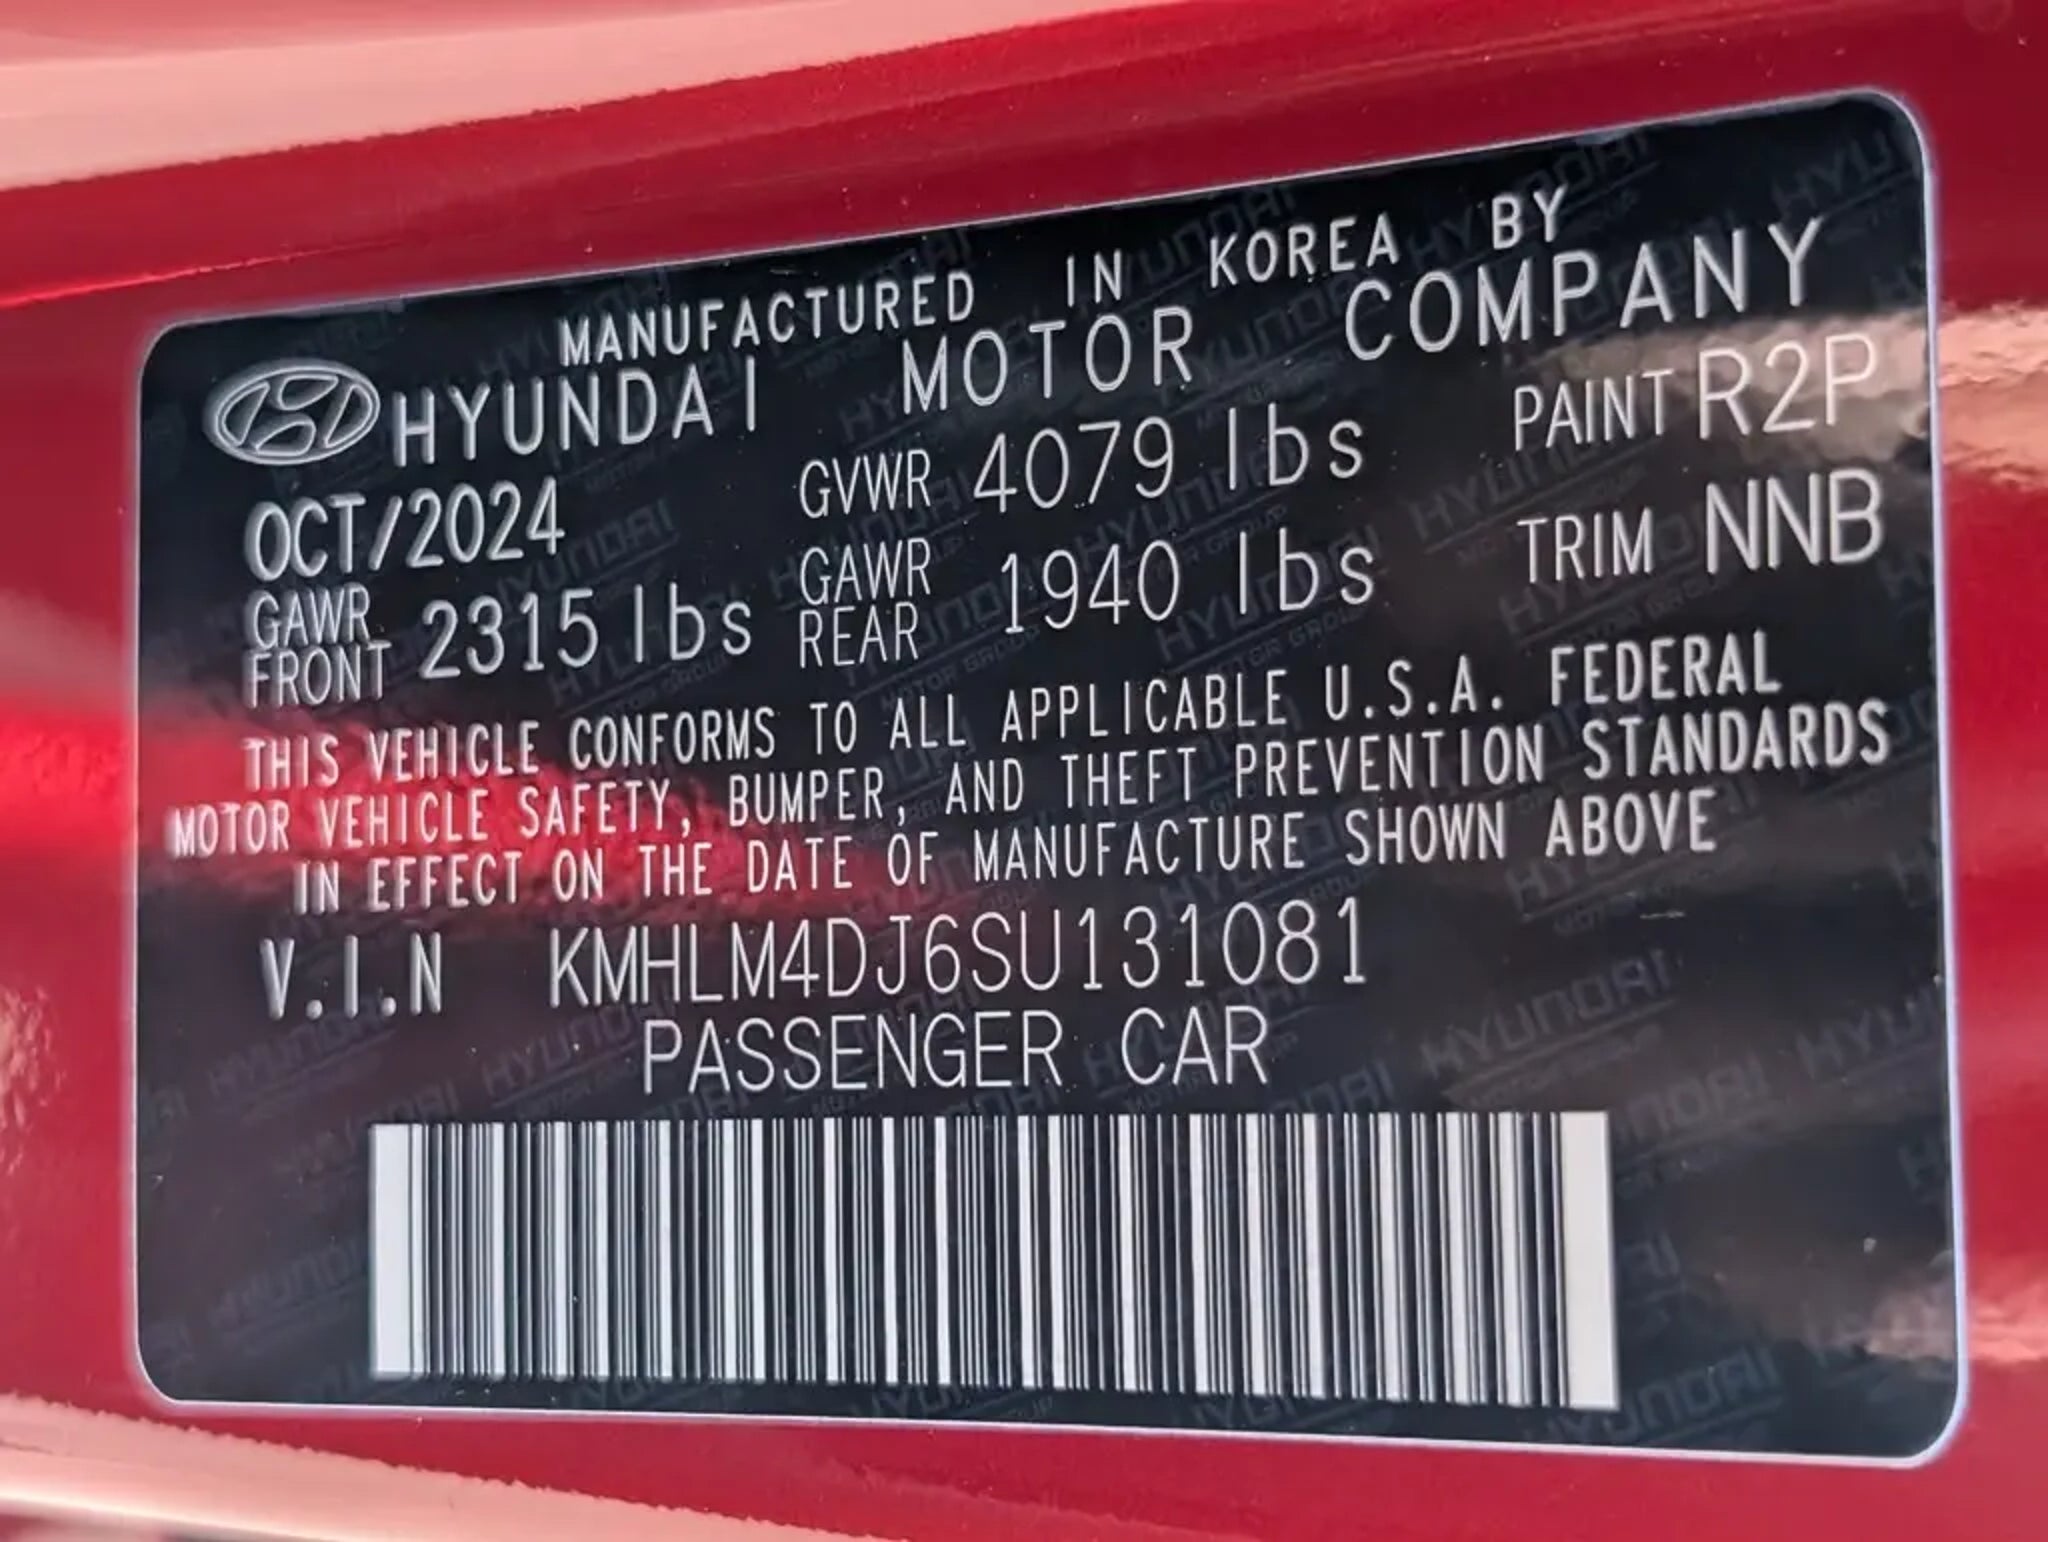 MANUFACTURED IN KOREA BY
HYUNDAI MOTOR COMPANY
OCT/2024 GVWR 4079 lbs PAINT R2P
GAWR FRONT 2315 lbs GAWR REAR 1940 lbs TRIM NNB
THIS VEHICLE CONFORMS TO ALL APPLICABLE U.S.A. FEDERAL
MOTOR VEHICLE SAFETY, BUMPER, AND THEFT PREVENTION STANDARDS
IN EFFECT ON THE DATE OF MANUFACTURE SHOWN ABOVE
V.I.N KMHLM4DJ6SU131081
PASSENGER CAR